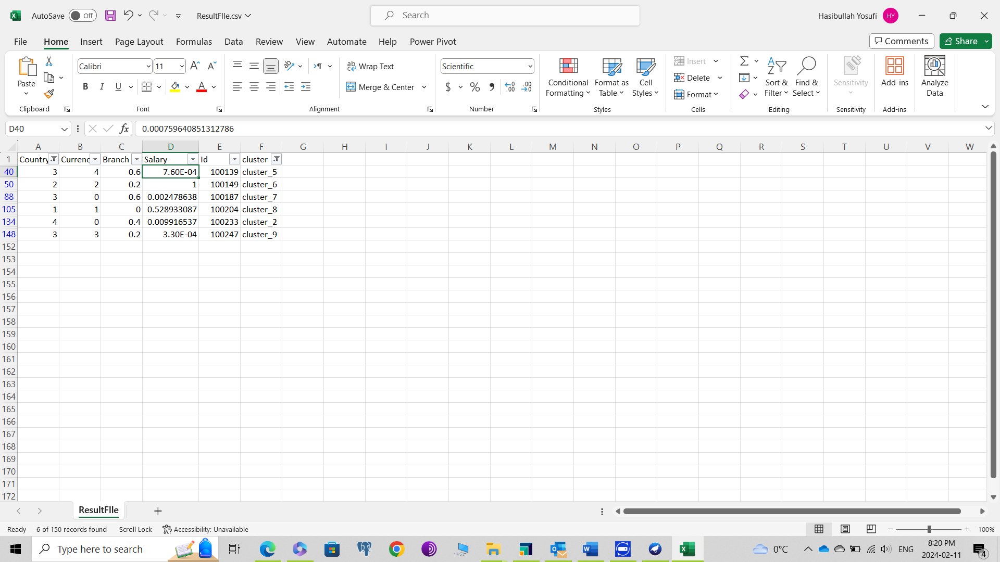 AutoSave Off ResultFIle.csv Search Hasibullah Yosufi HY
File Home Insert Page Layout Formulas Data Review View Automate Help Power Pivot Comments Share
Paste Calibri 11 Wrap Text Scientific Conditional Formatting Format as Table Cell Styles Insert Sort & Filter Find & Select Sensitivity Add-ins Analyze Data
B I U Merge & Center $ % Delete
Format
Clipboard Font Alignment Number Styles Cells Editing Sensitivity Add-ins
D40 fx 0.000759640851312786
A B C D E F G H I J K L M N O P Q R S T U V W
1 Country Currenc Branch Salary Id cluster
40 3 4 0.6 7.60E-04 100139 cluster_5
50 2 2 0.2 1 100149 cluster_6
88 3 0 0.6 0.002478638 100187 cluster_7
105 1 1 0 0.528933087 100204 cluster_8
134 4 0 0.4 0.009916537 100233 cluster_2
148 3 3 0.2 3.30E-04 100247 cluster_9
152
153
154
155
156
157
158
159
160
161
162
163
164
165
166
167
168
169
170
171
172
ResultFIle
Ready 6 of 150 records found Scroll Lock Accessibility: Unavailable 100%
Type here to search 0°C ENG 8:20 PM
2024-02-11 4